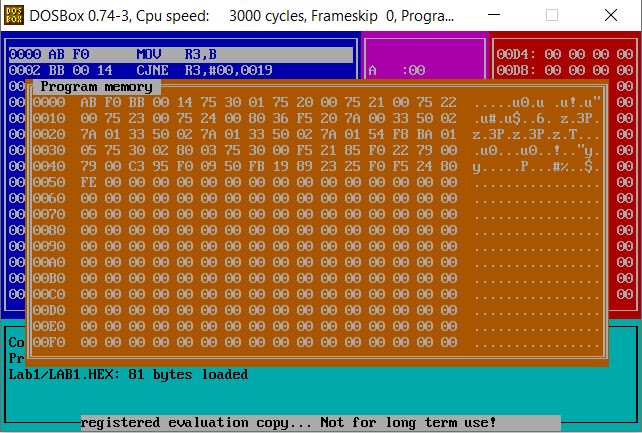 DOS BOX DOSBox 0.74-3, Cpu speed: 3000 cycles, Frameskip 0, Progra...
0000 AB F0 MOV R3,B
0002 BB 00 14 CJNE R3,#00,0019
A :00
00D4: 00 00 00 00
00D8: 00 00 00 00
Program memory
0000 AB F0 BB 00 14 75 30 01 75 20 00 75 21 00 75 22 .....u0.u .u!.u"
0010 00 75 23 00 75 24 00 80 36 F5 20 7A 00 33 50 02 .u#.u$..6. z.3P.
0020 7A 01 33 50 02 7A 01 33 50 02 7A 01 54 F8 BA 01 z.3P.z.3P.z.T...
0030 05 75 30 02 80 03 75 30 00 F5 21 85 F0 22 79 00 .u0...u0..!.."y.
0040 79 00 C3 95 F0 09 50 FB 19 89 23 25 F0 F5 24 80 y.....P...#%..$.
0050 FE 00 00 00 00 00 00 00 00 00 00 00 00 00 00 00 ................
0060 00 00 00 00 00 00 00 00 00 00 00 00 00 00 00 00 ................
0070 00 00 00 00 00 00 00 00 00 00 00 00 00 00 00 00 ................
0080 00 00 00 00 00 00 00 00 00 00 00 00 00 00 00 00 ................
0090 00 00 00 00 00 00 00 00 00 00 00 00 00 00 00 00 ................
00A0 00 00 00 00 00 00 00 00 00 00 00 00 00 00 00 00 ................
00B0 00 00 00 00 00 00 00 00 00 00 00 00 00 00 00 00 ................
00C0 00 00 00 00 00 00 00 00 00 00 00 00 00 00 00 00 ................
00D0 00 00 00 00 00 00 00 00 00 00 00 00 00 00 00 00 ................
00E0 00 00 00 00 00 00 00 00 00 00 00 00 00 00 00 00 ................
00F0 00 00 00 00 00 00 00 00 00 00 00 00 00 00 00 00 ................
Co
Pr
Lab1/LAB1.HEX: 81 bytes loaded
registered evaluation copy... Not for long term use!